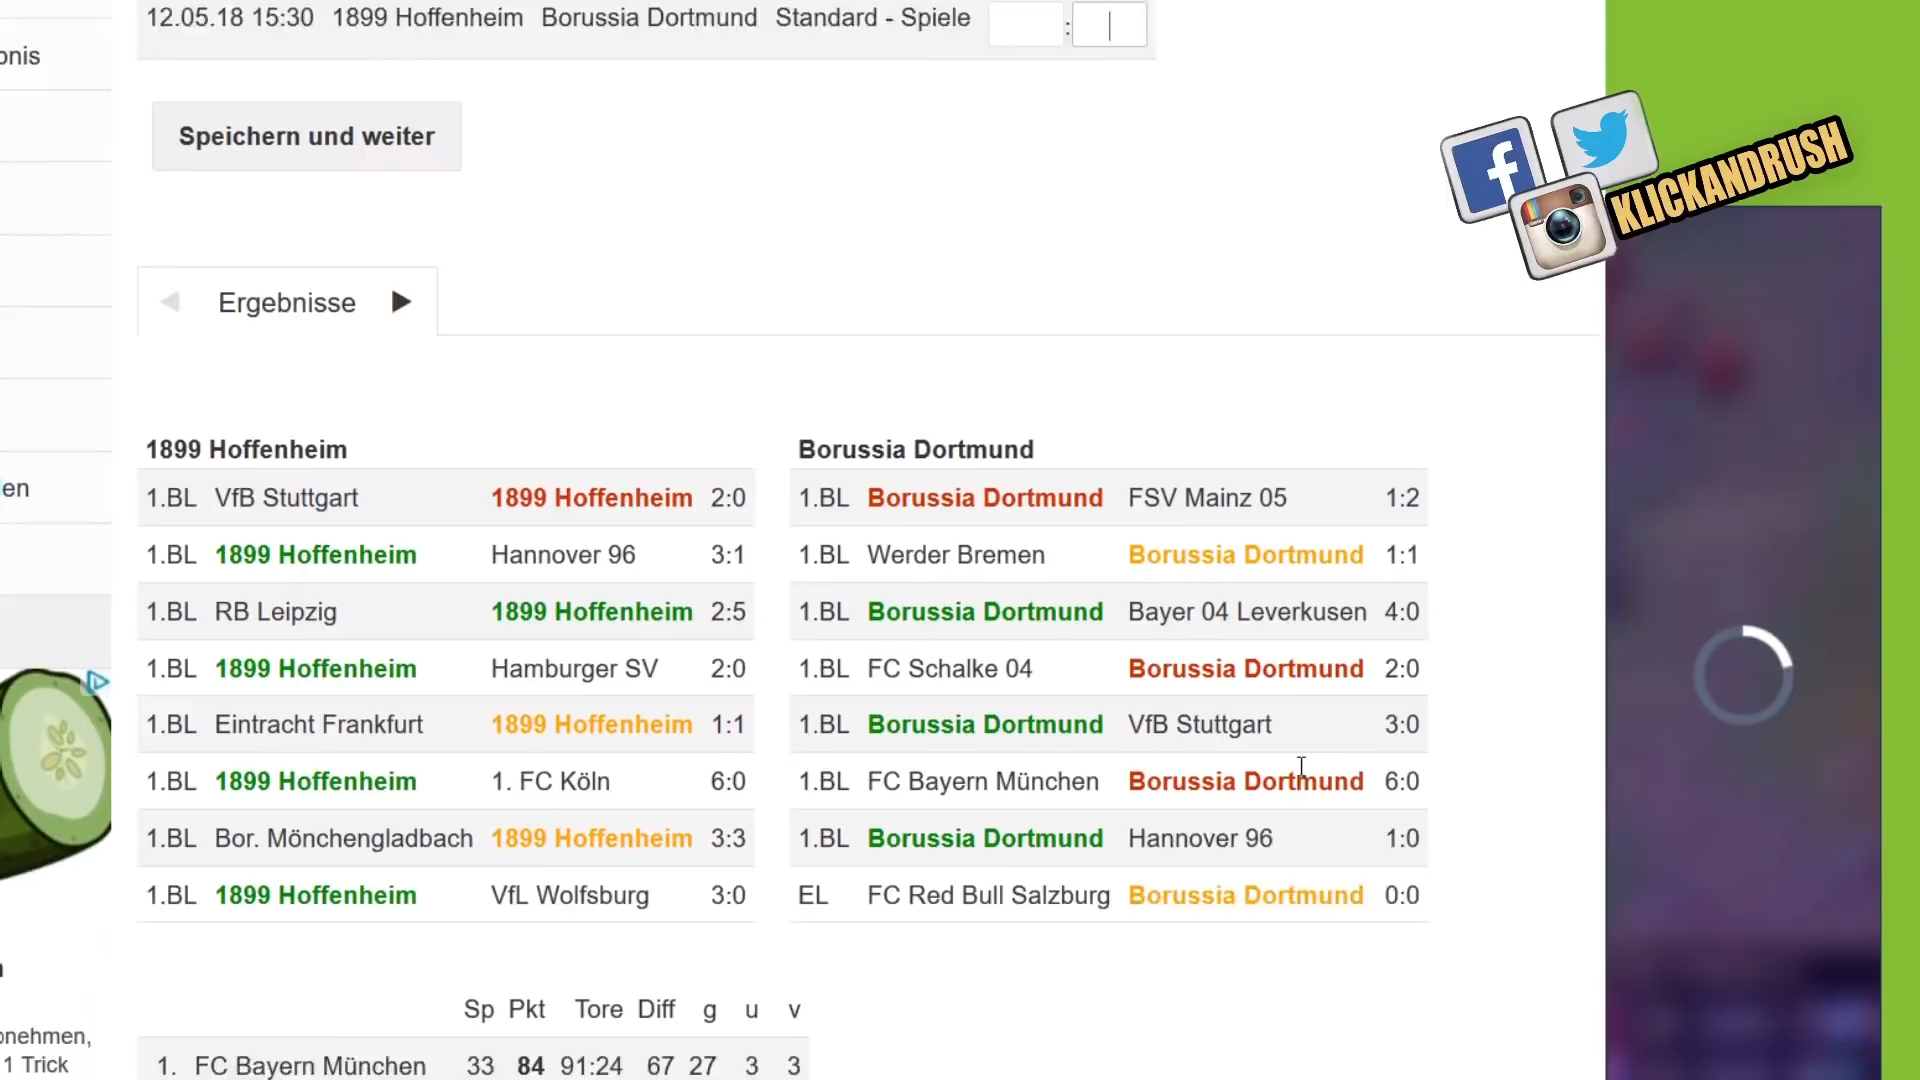 12.05.18 15:30 1899 Hoffenheim Borussia Dortmund Standard - Spiele :
Speichern und weiter
KLICKANDRUSH
Ergebnisse
1899 Hoffenheim
1.BL VfB Stuttgart 1899 Hoffenheim 2:0
1.BL 1899 Hoffenheim Hannover 96 3:1
1.BL RB Leipzig 1899 Hoffenheim 2:5
1.BL 1899 Hoffenheim Hamburger SV 2:0
1.BL Eintracht Frankfurt 1899 Hoffenheim 1:1
1.BL 1899 Hoffenheim 1. FC Köln 6:0
1.BL Bor. Mönchengladbach 1899 Hoffenheim 3:3
1.BL 1899 Hoffenheim VfL Wolfsburg 3:0
Borussia Dortmund
1.BL Borussia Dortmund FSV Mainz 05 1:2
1.BL Werder Bremen Borussia Dortmund 1:1
1.BL Borussia Dortmund Bayer 04 Leverkusen 4:0
1.BL FC Schalke 04 Borussia Dortmund 2:0
1.BL Borussia Dortmund VfB Stuttgart 3:0
1.BL FC Bayern München Borussia Dortmund 6:0
1.BL Borussia Dortmund Hannover 96 1:0
EL FC Red Bull Salzburg Borussia Dortmund 0:0
Sp Pkt Tore Diff g u v
1. FC Bayern München 33 84 91:24 67 27 3 3
1 Trick